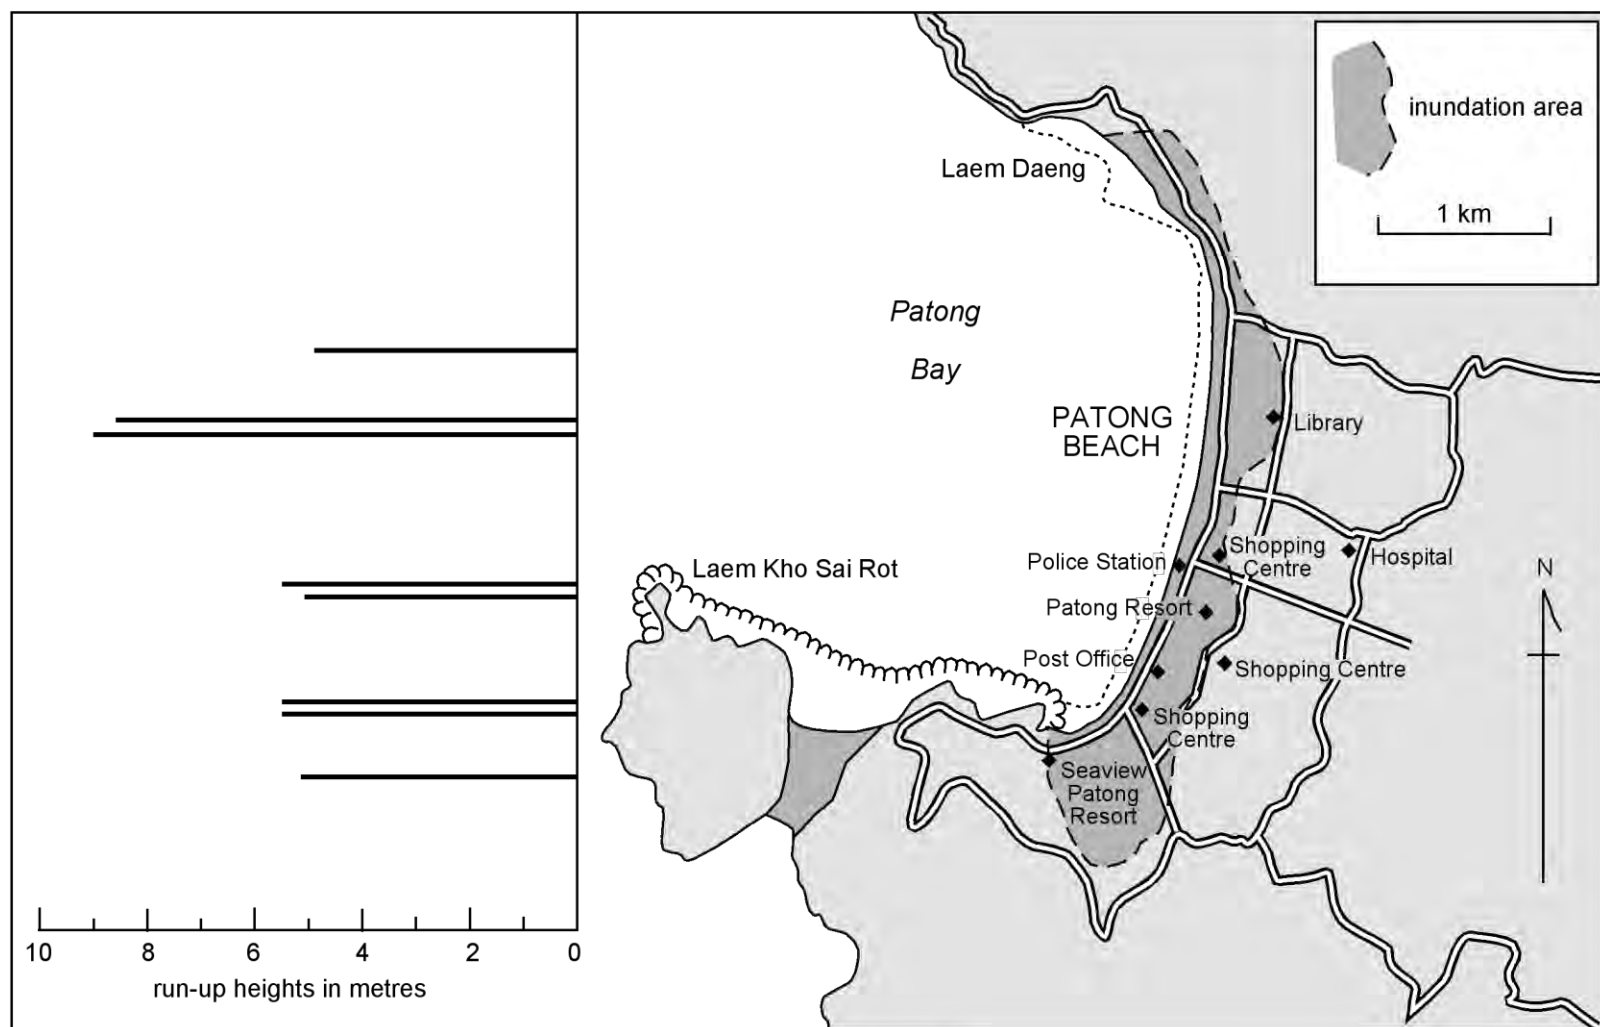 inundation area
1 km
Laem Daeng
Patong
Bay
PATONG
BEACH
Library
Police Station
Shopping
Centre
Hospital
Laem Kho Sai Rot
Patong Resort
N
Post Office
Shopping Centre
Shopping
Centre
Seaview
Patong
Resort
10 8 6 4 2 0
run-up heights in metres